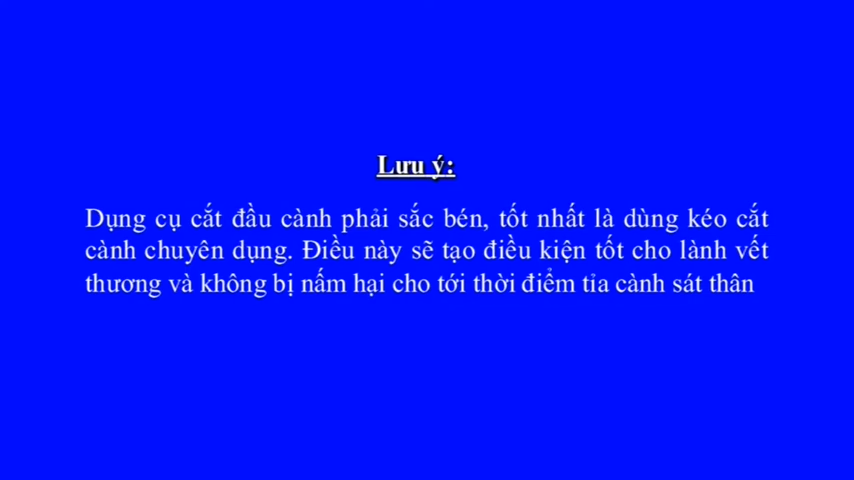 Lưu ý:
Dụng cụ cắt đầu cành phải sắc bén, tốt nhất là dùng kéo cắt
cành chuyên dụng. Điều này sẽ tạo điều kiện tốt cho lành vết
thương và không bị nấm hại cho tới thời điểm tỉa cành sát thân